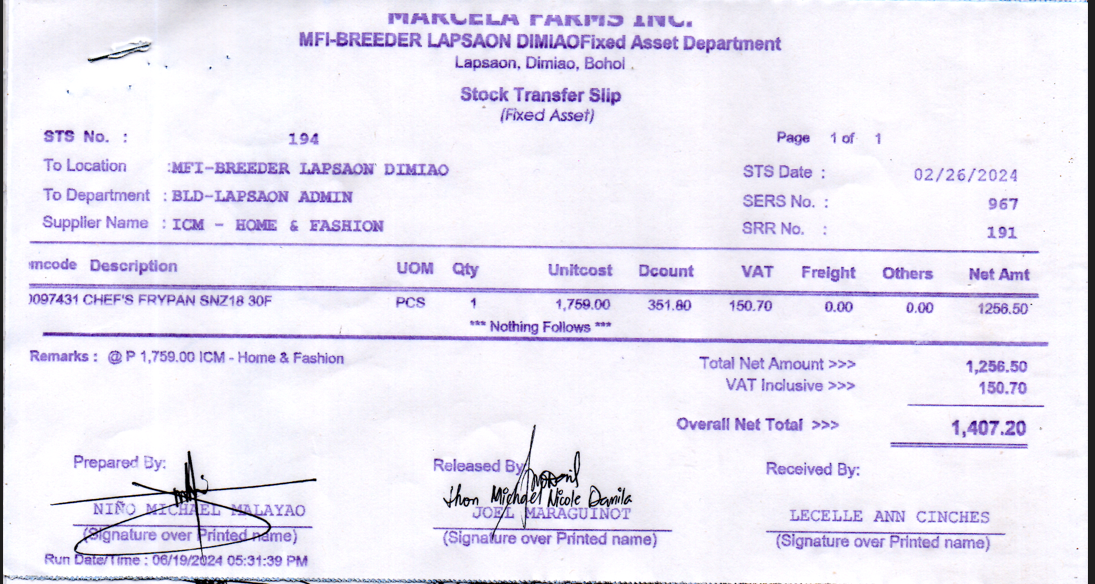 MARCELA FARMS INC.
MFI-BREEDER LAPSAON DIMIAOFixed Asset Department
Lapsaon, Dimiao, Bohol
Stock Transfer Slip
(Fixed Asset)
STS No. : 194 Page 1 of 1
To Location :MFI-BREEDER LAPSAON DIMIAO STS Date : 02/26/2024
To Department : BLD-LAPSAON ADMIN SERS No. : 967
Supplier Name : ICM - HOME & FASHION SRR No. : 191
mcode Description UOM Qty Unitcost Dcount VAT Freight Others Net Amt
0097431 CHEF'S FRYPAN SNZ18 30F PCS 1 1,759.00 351.80 150.70 0.00 0.00 1256.50
*** Nothing Follows ***
Remarks : @ P 1,759.00 ICM - Home & Fashion
Total Net Amount >>> 1,256.50
VAT Inclusive >>> 150.70
Overall Net Total >>> 1,407.20
Prepared By: Released By Received By:
Jhon Michael Nicole Danila
NIÑO MICHAEL MALAYAO JOEL MARAGUINOT LECELLE ANN CINCHES
(Signature over Printed name) (Signature over Printed name) (Signature over Printed name)
Run Date/Time : 06/19/2024 05:31:39 PM